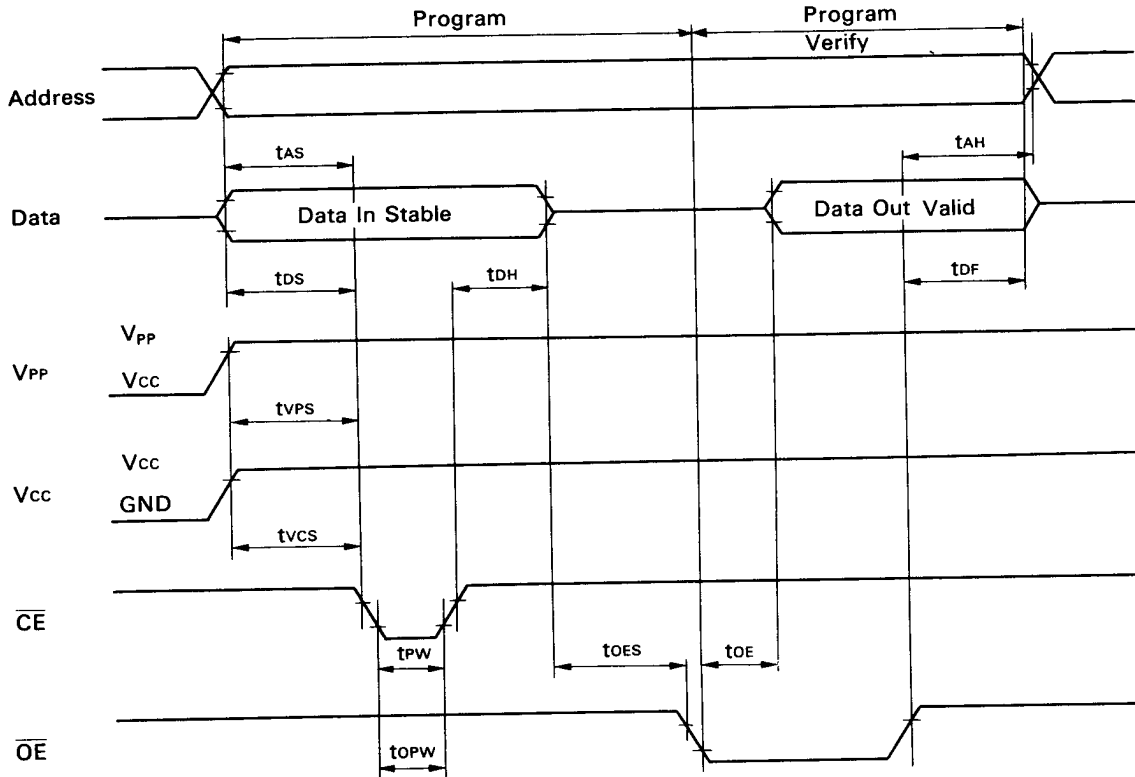 Program
Program
Verify
Address
tAS
tAH
Data
Data In Stable
Data Out Valid
tDS
tDH
tDF
VPP
VPP
VCC
tVPS
VCC
VCC
GND
tVCS
CE
tPW
tOES
tOE
OE
tOPW